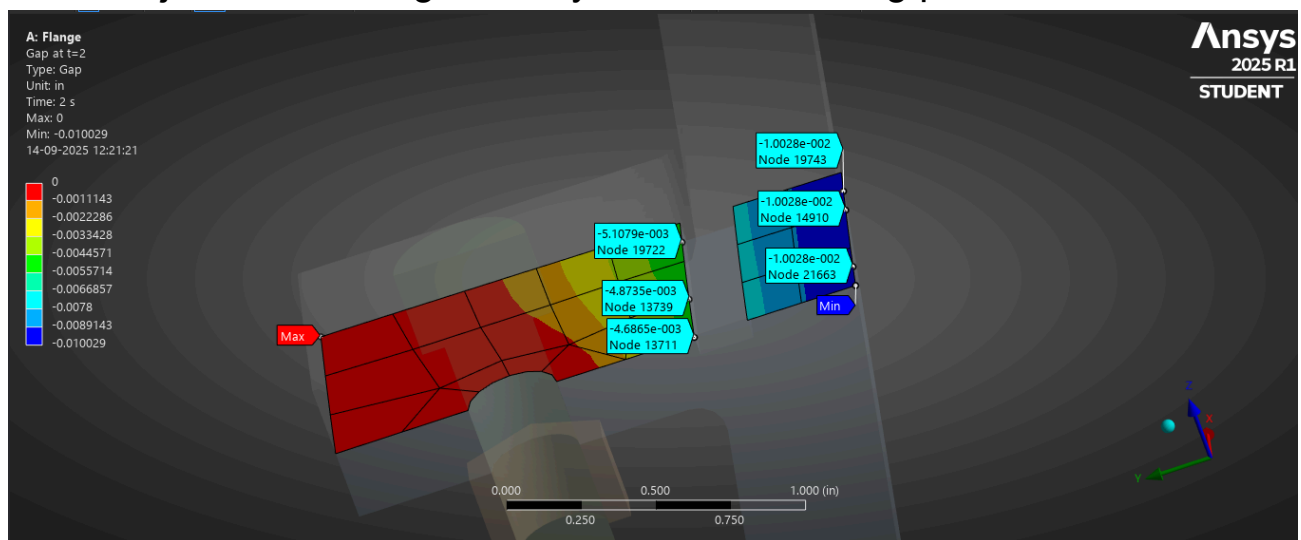 A: Flange
Gap at t=2
Type: Gap
Unit: in
Time: 2 s
Max: 0
Min: -0.010029
14-09-2025 12:21:21
0
-0.0011143
-0.0022286
-0.0033428
-0.0044571
-0.0055714
-0.0066857
-0.0078
-0.0089143
-0.010029
Ansys
2025 R1
STUDENT
-1.0028e-002
Node 19743
-1.0028e-002
Node 14910
-1.0028e-002
Node 21663
Min
-5.1079e-003
Node 19722
-4.8735e-003
Node 13739
-4.6865e-003
Node 13711
Max
0.000
0.500
1.000 (in)
0.250
0.750
Z
X
Y